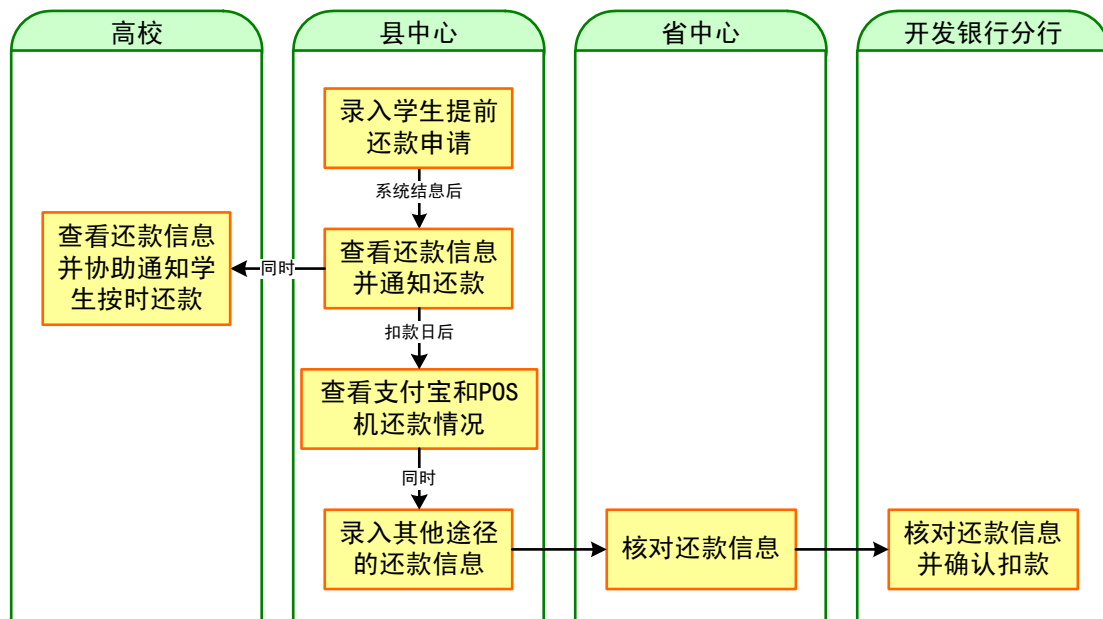 高校
县中心
省中心
开发银行分行
录入学生提前
还款申请
系统结息后
查看还款信息
并协助通知学
生按时还款
同时
查看还款信息
并通知还款
扣款日后
查看支付宝和POS
机还款情况
同时
录入其他途径
的还款信息
核对还款信息
核对还款信息
并确认扣款